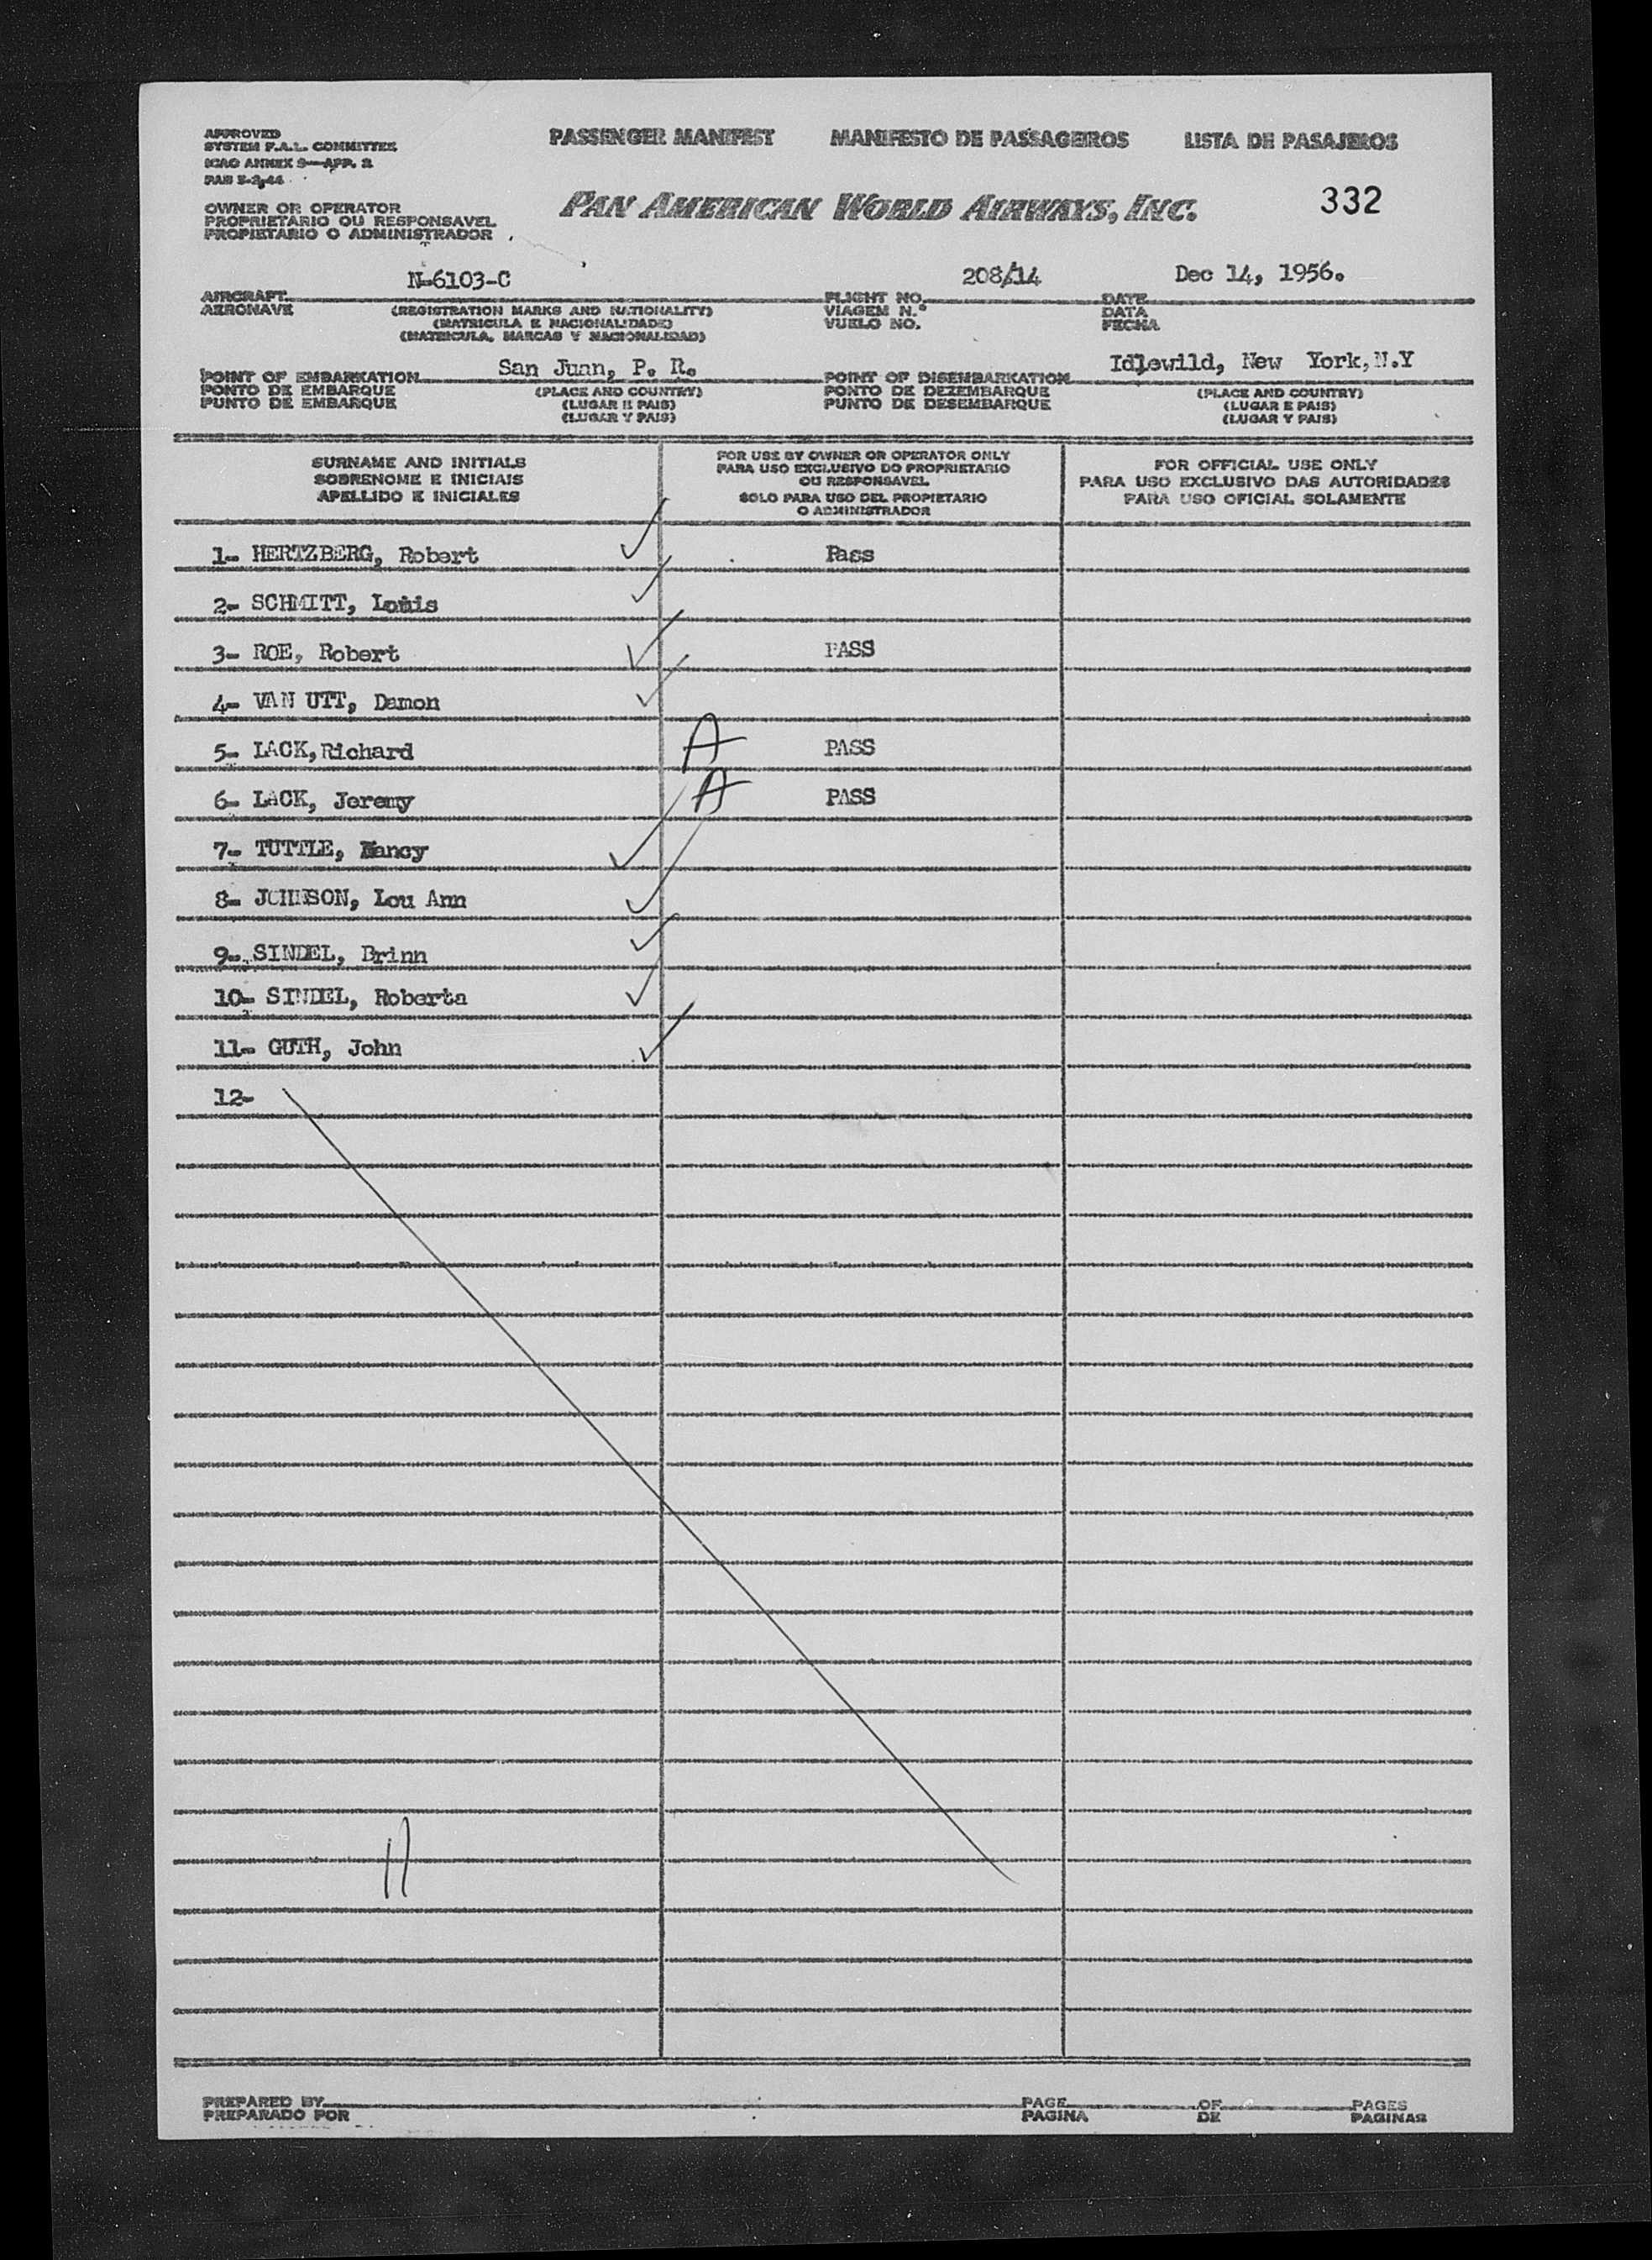 APPROVED
SYSTEM F.A.L. COMMITTEE
ICAO ANNEX 9—APP. 2
PASSENGER MANIFEST MANIFESTO DE PASSAGEIROS LISTA DE PASAJEROS
OWNER OR OPERATOR
PROPRIETARIO OU RESPONSAVEL
PROPIETARIO O ADMINISTRADOR
PAN AMERICAN WORLD AIRWAYS, INC. 332
AIRCRAFT N-6103-C FLIGHT NO. 208/14 DATE Dec 14, 1956.
AERONAVE (REGISTRATION MARKS AND NATIONALITY) VIAGEM N.º DATA
(MATRICULA E NACIONALIDADE) VUELO NO. FECHA
(MATRICULA, MARCAS Y NACIONALIDAD)
POINT OF EMBARKATION San Juan, P. R. POINT OF DISEMBARKATION Idlewild, New York,N.Y
PONTO DE EMBARQUE (PLACE AND COUNTRY) PONTO DE DEZEMBARQUE (PLACE AND COUNTRY)
PUNTO DE EMBARQUE (LUGAR E PAIS) PUNTO DE DESEMBARQUE (LUGAR E PAIS)
(LUGAR Y PAIS) (LUGAR Y PAIS)
SURNAME AND INITIALS
SOBRENOME E INICIAIS
APELLIDO E INICIALES
FOR USE BY OWNER OR OPERATOR ONLY
PARA USO EXCLUSIVO DO PROPRIETARIO
OU RESPONSAVEL
SOLO PARA USO DEL PROPIETARIO
O ADMINISTRADOR
FOR OFFICIAL USE ONLY
PARA USO EXCLUSIVO DAS AUTORIDADES
PARA USO OFICIAL SOLAMENTE
1- HERTZBERG, Robert Pass
2- SCHMITT, Louis
3- ROE, Robert PASS
4- VAN UTT, Damon
5- LACK,Richard A PASS
6- LACK, Jeremy A PASS
7- TUTTLE, Nancy
8- JOHNSON, Lou Ann
9- SINDEL, Brinn
10- SINDEL, Roberta
11- GUTH, John
12-
11
PREPARED BY PAGE OF PAGES
PREPARADO POR PAGINA DE PAGINAS